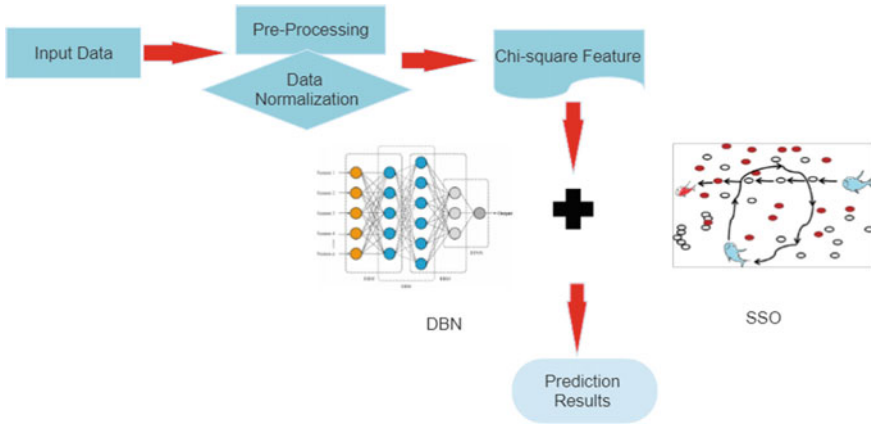 Input Data
Pre-Processing
Data
Normalization
Chi-square Feature
DBN
SSO
Prediction
Results